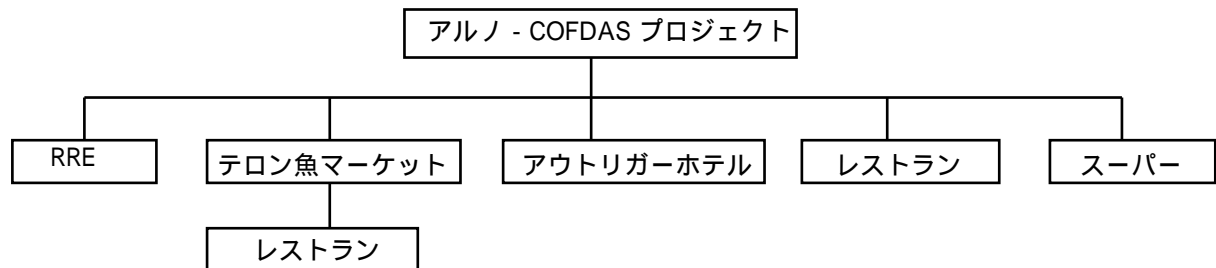 アルノ - COFDAS プロジェクト
RRE
テロン魚マーケット
アウトリガーホテル
レストラン
スーパー
レストラン